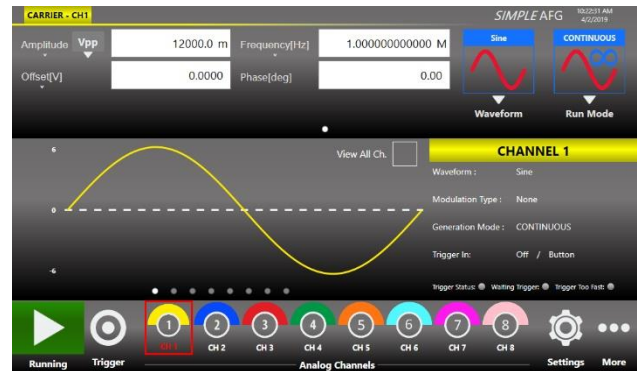 CARRIER - CH1
SIMPLE AFG
10:22:51 AM
4/2/2019
Amplitude Vpp 12000.0 m Frequency[Hz] 1.000000000000 M
Offset[V] 0.0000 Phase[deg] 0.00
Sine
CONTINUOUS
Waveform
Run Mode
View All Ch.
6
0
-6
CHANNEL 1
Waveform : Sine
Modulation Type : None
Generation Mode : CONTINUOUS
Trigger In: Off / Button
Trigger Status: Waiting Trigger: Trigger Too Fast:
1 2 3 4 5 6 7 8
CH 1 CH 2 CH 3 CH 4 CH 5 CH 6 CH 7 CH 8
Running Trigger Analog Channels Settings More